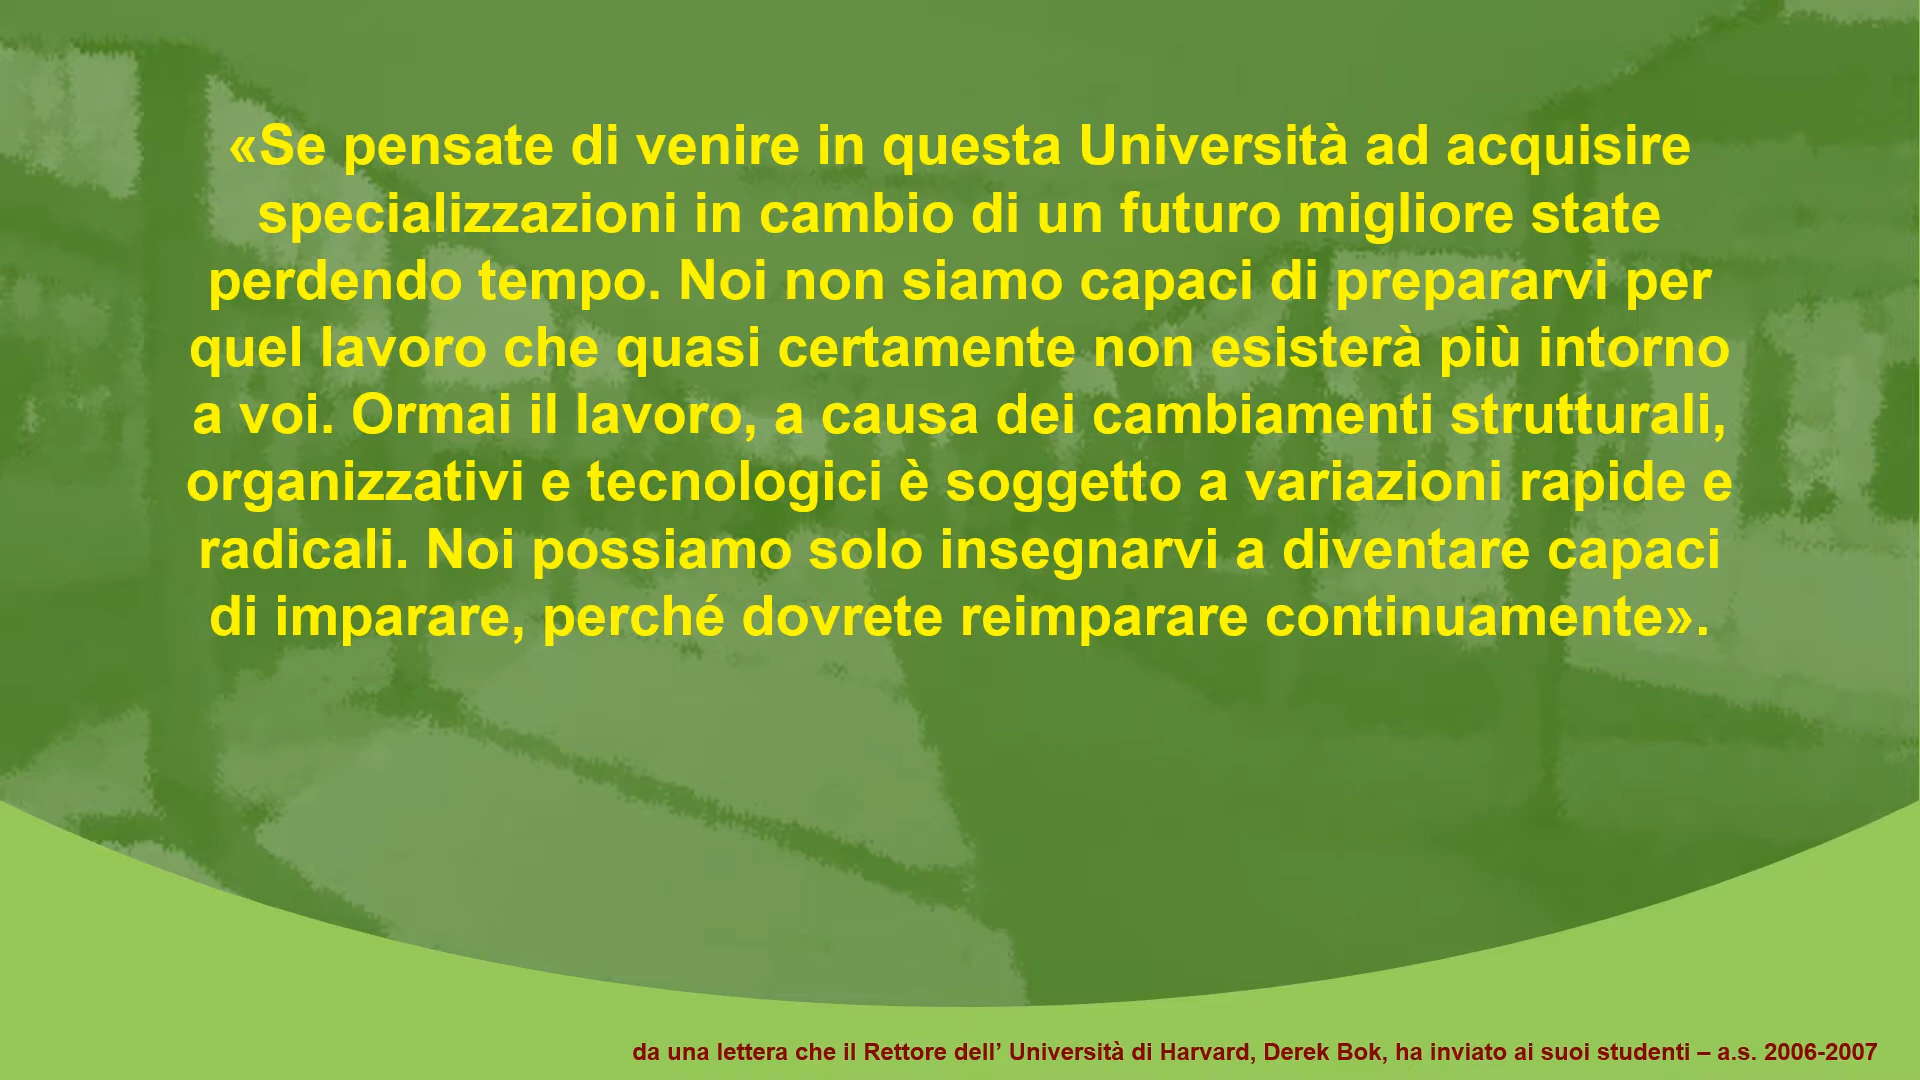 «Se pensate di venire in questa Università ad acquisire
specializzazioni in cambio di un futuro migliore state
perdendo tempo. Noi non siamo capaci di prepararvi per
quel lavoro che quasi certamente non esisterà più intorno
a voi. Ormai il lavoro, a causa dei cambiamenti strutturali,
organizzativi e tecnologici è soggetto a variazioni rapide e
radicali. Noi possiamo solo insegnarvi a diventare capaci
di imparare, perché dovrete reimparare continuamente».
da una lettera che il Rettore dell’ Università di Harvard, Derek Bok, ha inviato ai suoi studenti – a.s. 2006-2007